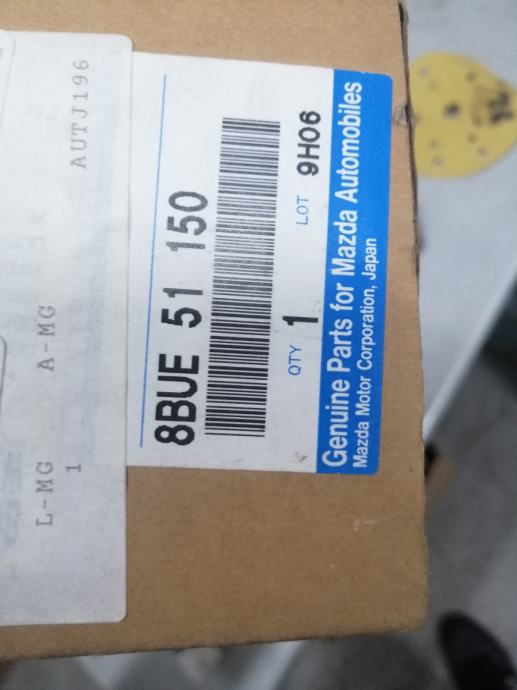 AUTJ196
L-MG A-MG
1
8BUE 51 150
QTY 1 LOT 9H06
Genuine Parts for Mazda Automobiles
Mazda Motor Corporation, Japan